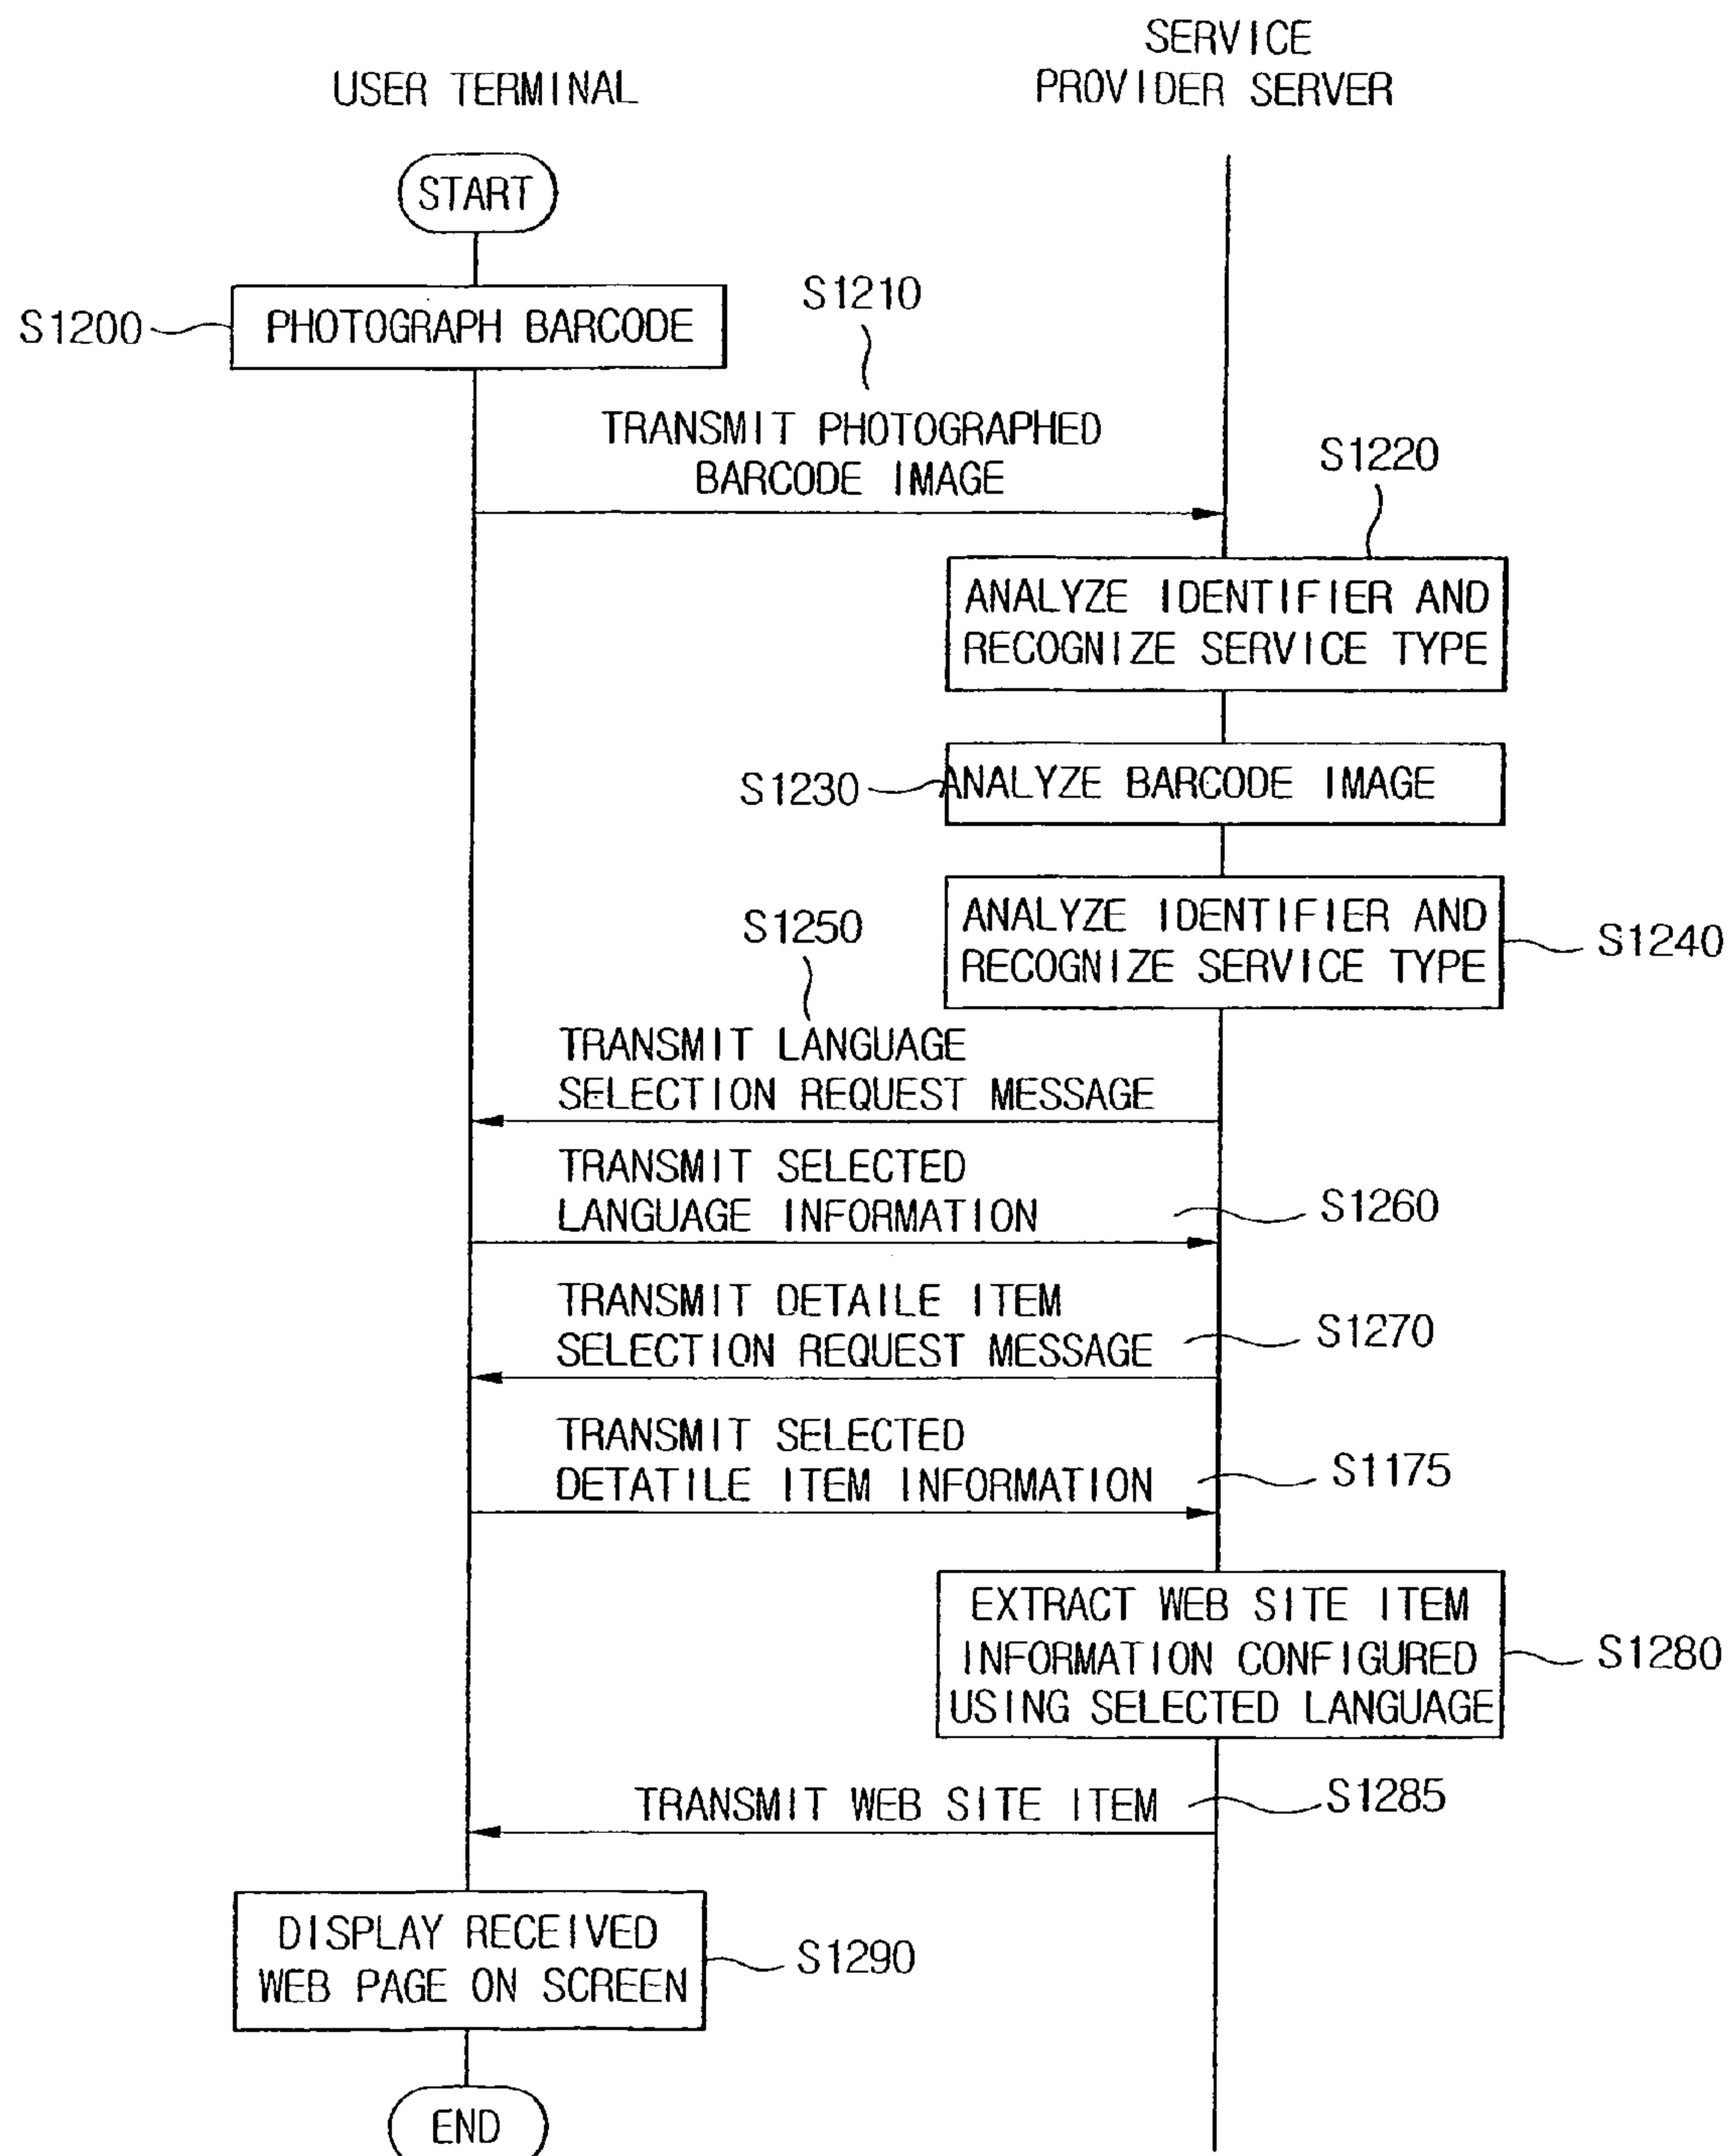 SERVICE
USER TERMINAL
PROVIDER SERVER
START
S1200
PHOTOGRAPH BARCODE
S1210
TRANSMIT PHOTOGRAPHED
BARCODE IMAGE
S1220
ANALYZE IDENTIFIER AND
RECOGNIZE SERVICE TYPE
S1230
ANALYZE BARCODE IMAGE
ANALYZE IDENTIFIER AND
RECOGNIZE SERVICE TYPE
S1240
S1250
TRANSMIT LANGUAGE
SELECTION REQUEST MESSAGE
TRANSMIT SELECTED
LANGUAGE INFORMATION
S1260
TRANSMIT DETAILE ITEM
SELECTION REQUEST MESSAGE
S1270
TRANSMIT SELECTED
DETATILE ITEM INFORMATION
S1175
EXTRACT WEB SITE ITEM
INFORMATION CONFIGURED
USING SELECTED LANGUAGE
S1280
TRANSMIT WEB SITE ITEM
S1285
DISPLAY RECEIVED
WEB PAGE ON SCREEN
S1290
END